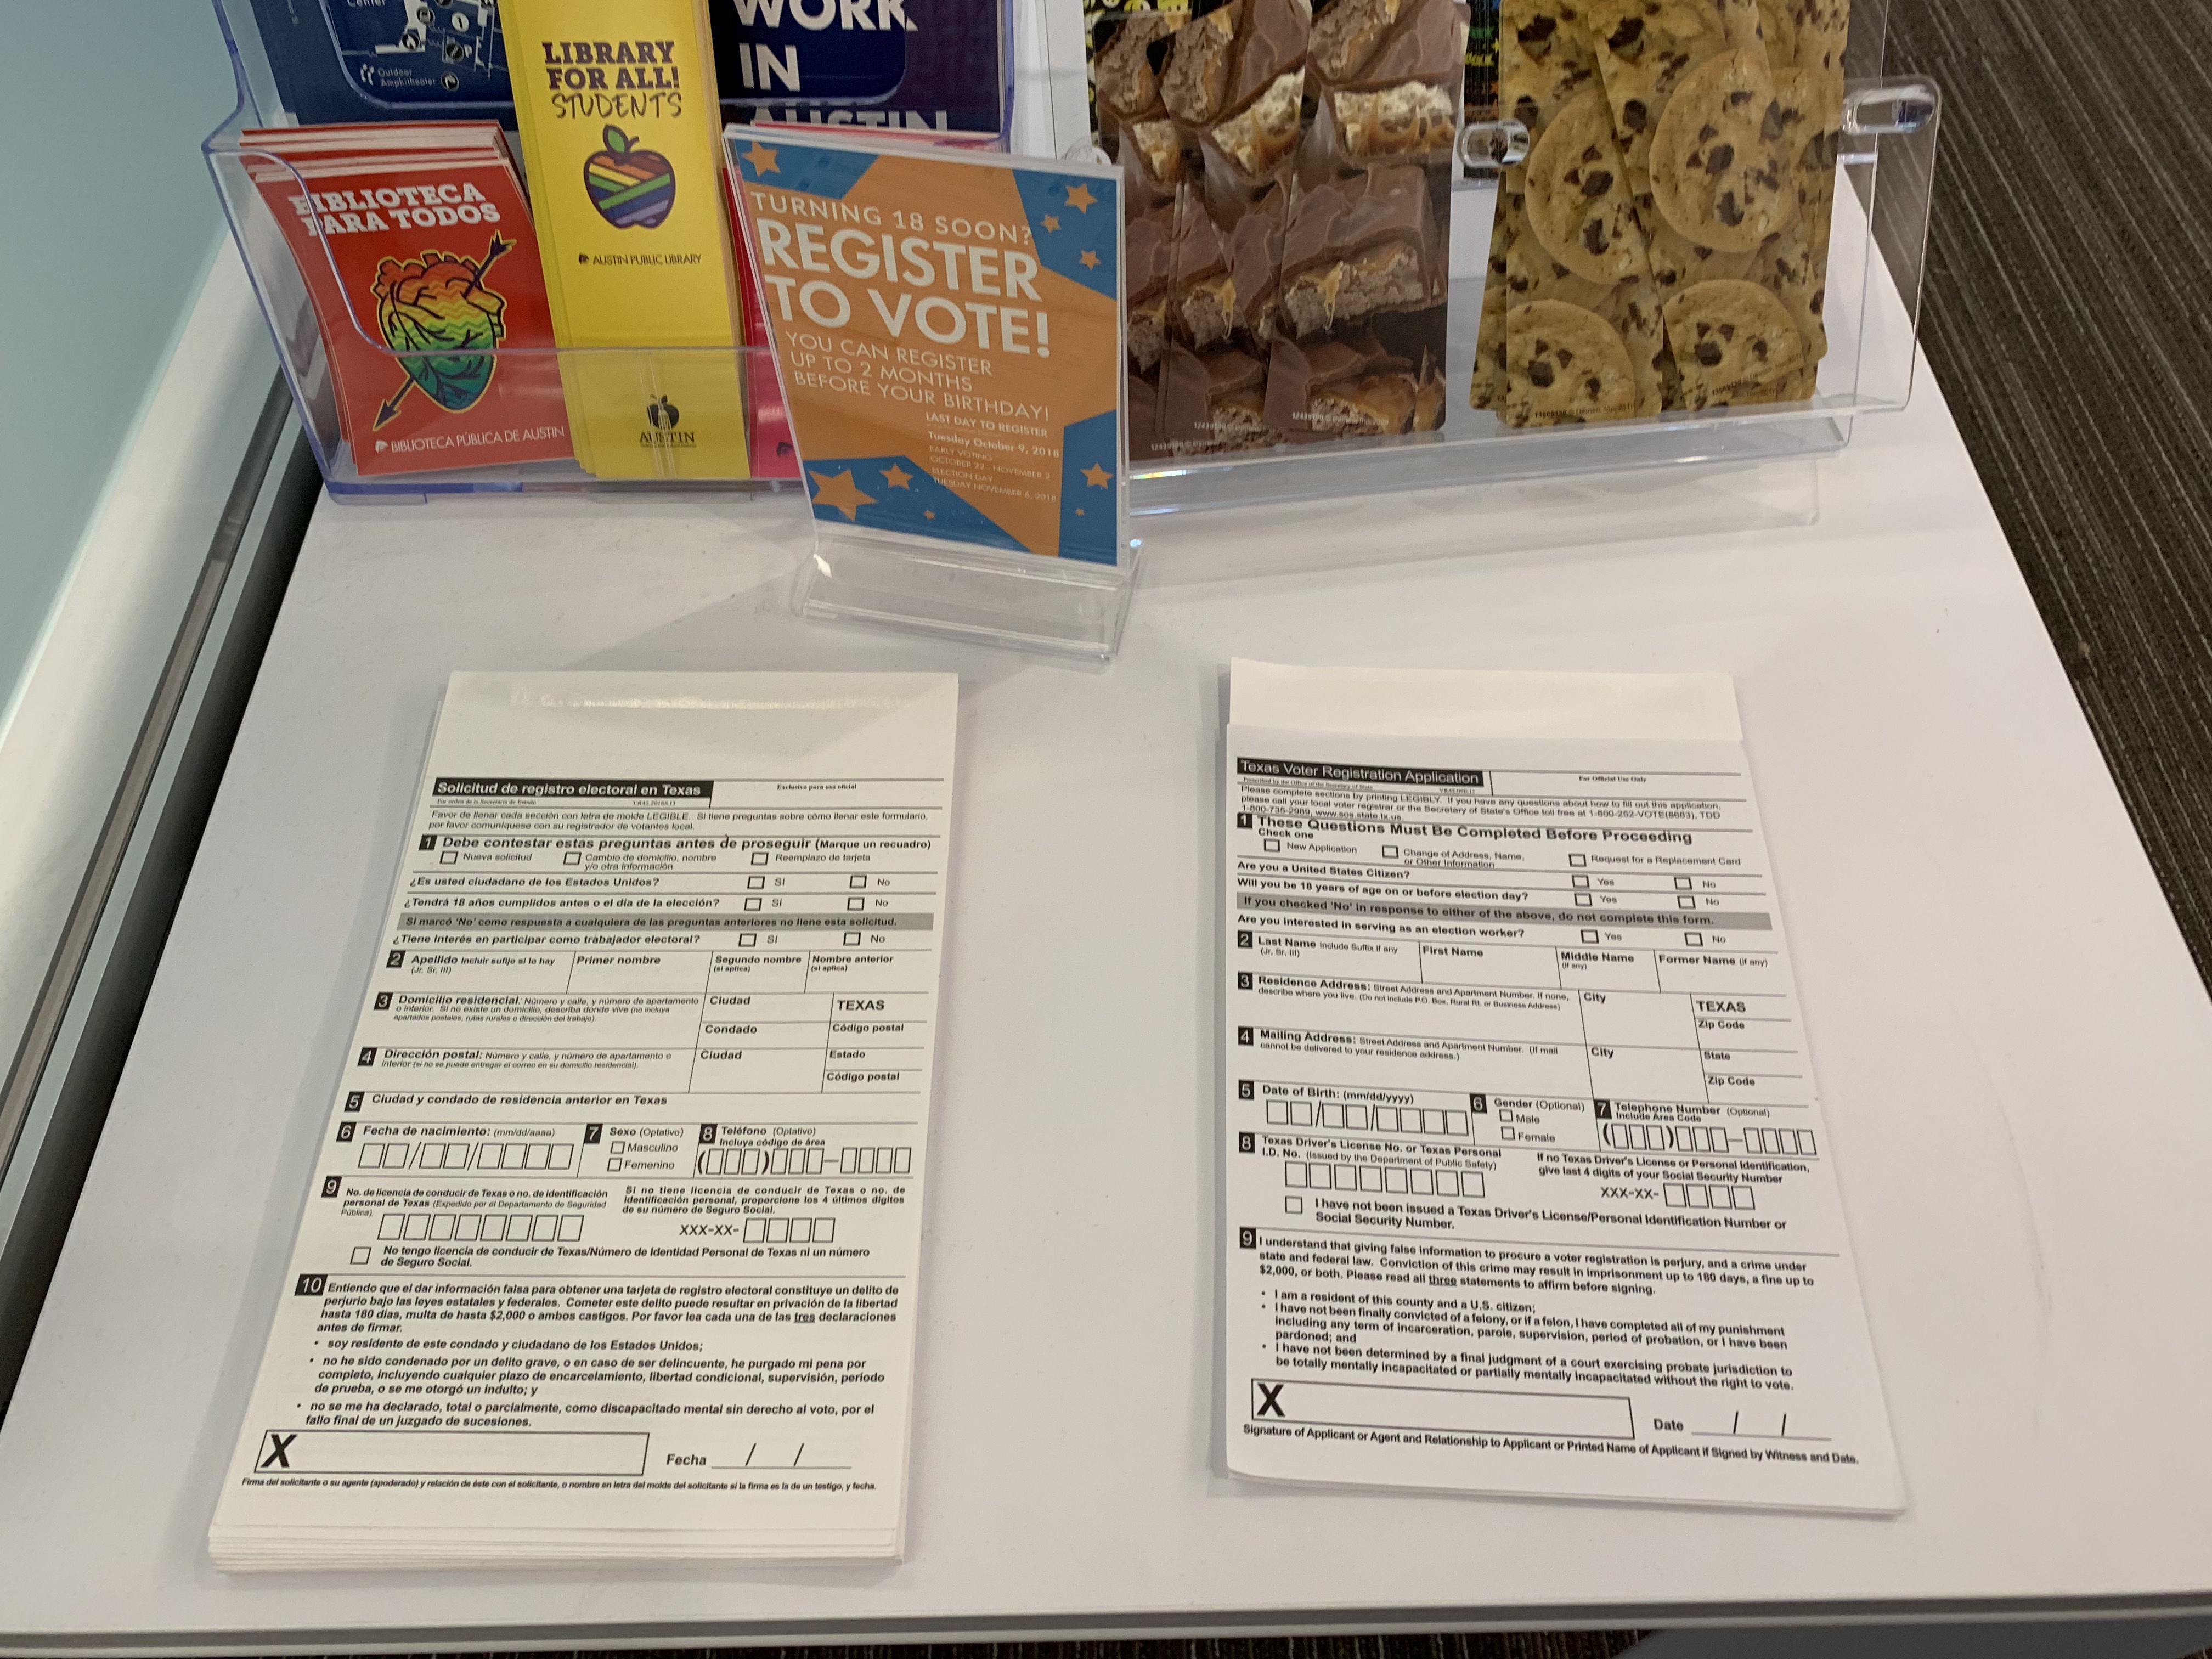 Center
Outdoor
Amphitheater
LIBRARY
FOR ALL!
STUDENTS
AUSTIN PUBLIC LIBRARY
AUSTIN
WORK
IN
AUSTIN
BIBLIOTECA
PARA TODOS
BIBLIOTECA PÚBLICA DE AUSTIN
TURNING 18 SOON?
REGISTER
TO VOTE!
YOU CAN REGISTER
UP TO 2 MONTHS
BEFORE YOUR BIRTHDAY!
LAST DAY TO REGISTER
Tuesday October 9, 2018
EARLY VOTING
OCTOBER 22 - NOVEMBER 2
ELECTION DAY
TUESDAY NOVEMBER 6, 2018
Solicitud de registro electoral en Texas
Exclusivo para uso oficial
Por orden de la Secretaría de Estado
Favor de llenar cada sección con letra de molde LEGIBLE. Si tiene preguntas sobre cómo llenar este formulario,
por favor comuníquese con su registrador de votantes local.
1 Debe contestar estas preguntas antes de proseguir (Marque un recuadro)
Nueva solicitud Cambio de domicilio, nombre Reemplazo de tarjeta
y/o otra información
¿Es usted ciudadano de los Estados Unidos? Sí No
¿Tendrá 18 años cumplidos antes o el día de la elección? Sí No
Si marcó 'No' como respuesta a cualquiera de las preguntas anteriores no llene esta solicitud.
¿Tiene interés en participar como trabajador electoral? Sí No
2 Apellido Incluir sufijo si lo hay Primer nombre Segundo nombre Nombre anterior
(Jr, Sr, III) (si aplica) (si aplica)
3 Domicilio residencial: Número y calle, y número de apartamento Ciudad TEXAS
o interior. Si no existe un domicilio, describa donde vive (no incluya
apartados postales, rutas rurales o dirección del trabajo).
Condado Código postal
4 Dirección postal: Número y calle, y número de apartamento o Ciudad Estado
interior (si no se puede entregar el correo en su domicilio residencial).
Código postal
5 Ciudad y condado de residencia anterior en Texas
6 Fecha de nacimiento: (mm/dd/aaaa) 7 Sexo (Optativo) 8 Teléfono (Optativo)
Masculino Incluya código de área
Femenino
9 No. de licencia de conducir de Texas o no. de identificación
personal de Texas (Expedido por el Departamento de Seguridad
Pública).
Si no tiene licencia de conducir de Texas o no. de
identificación personal, proporcione los 4 últimos dígitos
de su número de Seguro Social.
XXX-XX-
No tengo licencia de conducir de Texas/Número de Identidad Personal de Texas ni un número
de Seguro Social.
10 Entiendo que el dar información falsa para obtener una tarjeta de registro electoral constituye un delito de
perjurio bajo las leyes estatales y federales. Cometer este delito puede resultar en privación de la libertad
hasta 180 días, multa de hasta $2,000 o ambos castigos. Por favor lea cada una de las tres declaraciones
antes de firmar.
• soy residente de este condado y ciudadano de los Estados Unidos;
• no he sido condenado por un delito grave, o en caso de ser delincuente, he purgado mi pena por
completo, incluyendo cualquier plazo de encarcelamiento, libertad condicional, supervisión, periodo
de prueba, o se me otorgó un indulto; y
• no se me ha declarado, total o parcialmente, como discapacitado mental sin derecho al voto, por el
fallo final de un juzgado de sucesiones.
X
Fecha / /
Firma del solicitante o su agente (apoderado) y relación de éste con el solicitante, o nombre en letra del molde del solicitante si la firma es la de un testigo, y fecha.
Texas Voter Registration Application
For Official Use Only
Prescribed by the Office of the Secretary of State
Please complete sections by printing LEGIBLY. If you have any questions about how to fill out this application,
please call your local voter registrar or the Secretary of State's Office toll free at 1-800-252-VOTE(8683), TDD
1-800-735-2989, www.sos.state.tx.us.
1 These Questions Must Be Completed Before Proceeding
Check one
New Application Change of Address, Name, Request for a Replacement Card
or Other Information
Are you a United States Citizen? Yes No
Will you be 18 years of age on or before election day? Yes No
If you checked 'No' in response to either of the above, do not complete this form.
Are you interested in serving as an election worker? Yes No
2 Last Name Include Suffix if any First Name Middle Name Former Name (if any)
(Jr, Sr, III) (if any)
3 Residence Address: Street Address and Apartment Number. If none, City TEXAS
describe where you live. (Do not include P.O. Box, Rural Rt. or Business Address)
Zip Code
4 Mailing Address: Street Address and Apartment Number. (If mail City State
cannot be delivered to your residence address.)
Zip Code
5 Date of Birth: (mm/dd/yyyy) 6 Gender (Optional) 7 Telephone Number (Optional)
Male Include Area Code
Female
8 Texas Driver's License No. or Texas Personal
I.D. No. (Issued by the Department of Public Safety)
If no Texas Driver's License or Personal Identification,
give last 4 digits of your Social Security Number
XXX-XX-
I have not been issued a Texas Driver's License/Personal Identification Number or
Social Security Number.
9 I understand that giving false information to procure a voter registration is perjury, and a crime under
state and federal law. Conviction of this crime may result in imprisonment up to 180 days, a fine up to
$2,000, or both. Please read all three statements to affirm before signing.
• I am a resident of this county and a U.S. citizen;
• I have not been finally convicted of a felony, or if a felon, I have completed all of my punishment
including any term of incarceration, parole, supervision, period of probation, or I have been
pardoned; and
• I have not been determined by a final judgment of a court exercising probate jurisdiction to
be totally mentally incapacitated or partially mentally incapacitated without the right to vote.
X
Date / /
Signature of Applicant or Agent and Relationship to Applicant or Printed Name of Applicant if Signed by Witness and Date.